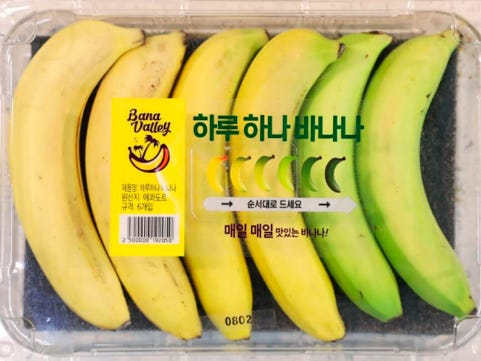 Bana
Valley
하루 하나 바나나
제품명: 하루하나바나나
원산지: 에콰도르
규격: 6개입
→ 순서대로 드세요 →
매일 매일 맛있는 바나나!
2 500000 192050
0802